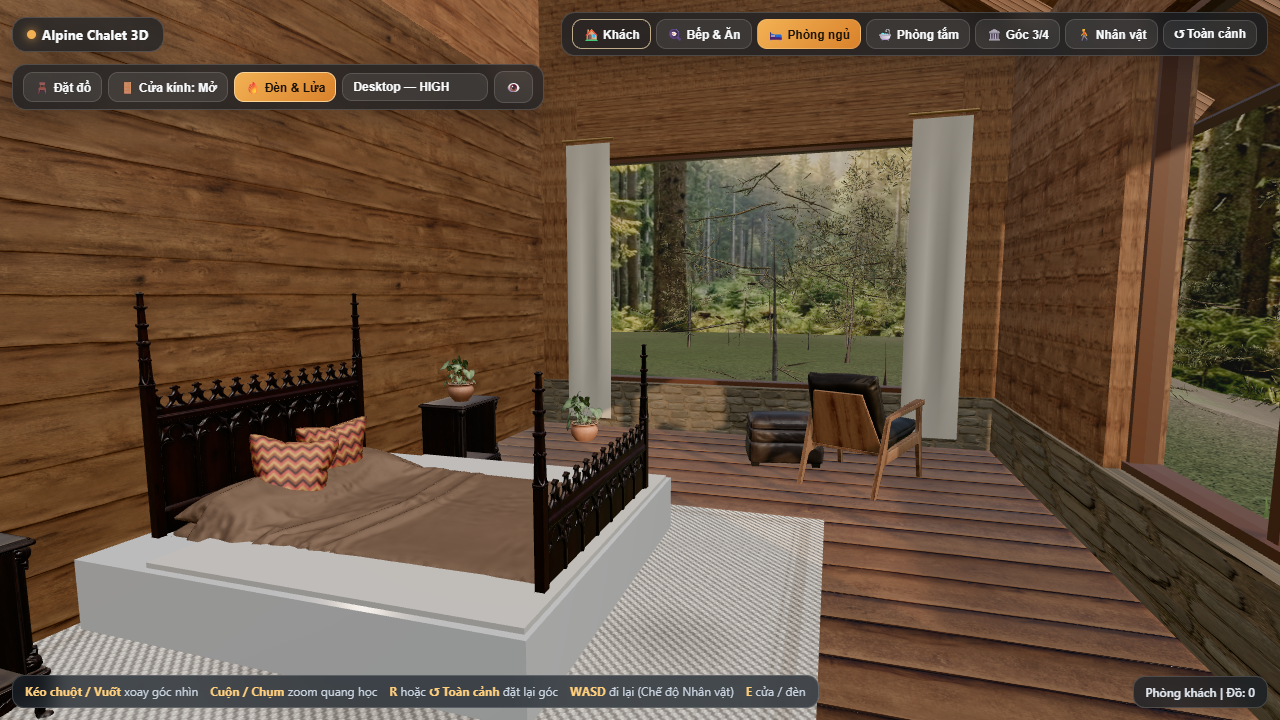 Alpine Chalet 3D
Khách
Bếp & Ăn
Phòng ngủ
Phòng tắm
Góc 3/4
Nhân vật
↺ Toàn cảnh
Đặt đồ
Cửa kính: Mở
Đèn & Lửa
Desktop — HIGH
Kéo chuột / Vuốt xoay góc nhìn Cuộn / Chụm zoom quang học R hoặc ↺ Toàn cảnh đặt lại góc WASD đi lại (Chế độ Nhân vật) E cửa / đèn
Phòng khách | Đồ: 0